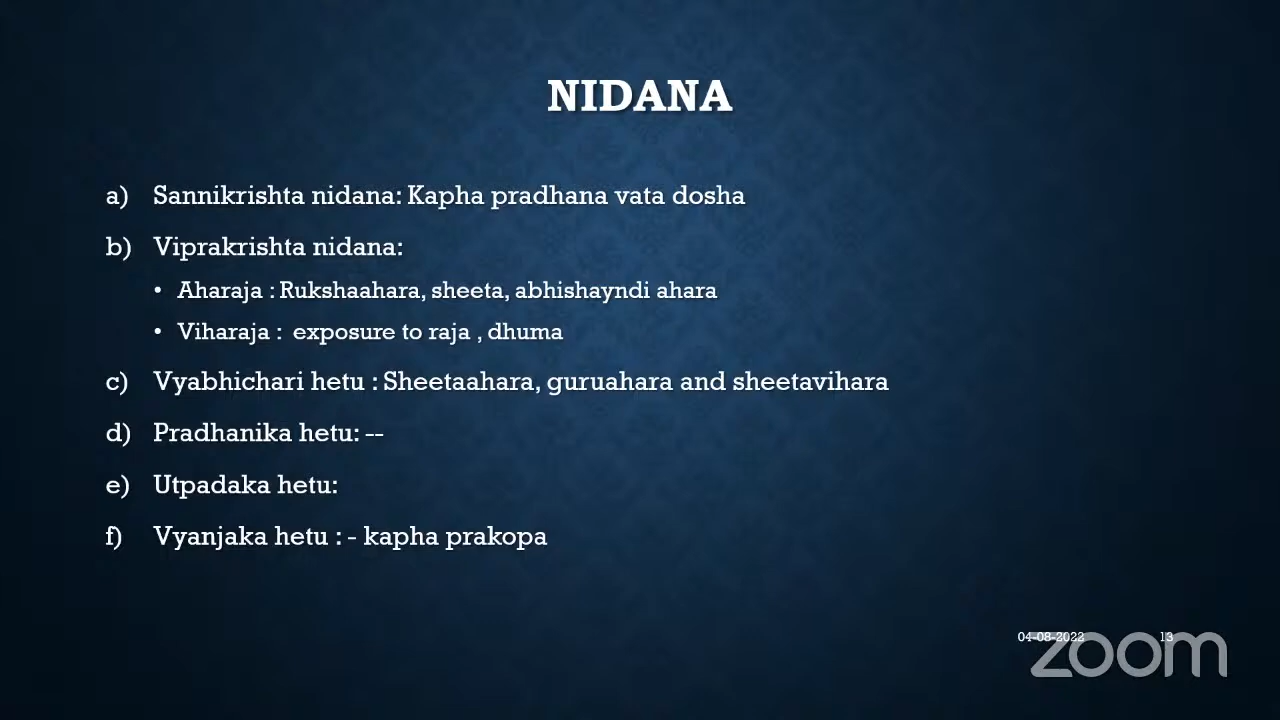 NIDANA
a) Sannikrishta nidana: Kapha pradhana vata dosha
b) Viprakrishta nidana:
• Aharaja : Rukshaahara, sheeta, abhishayndi ahara
• Viharaja : exposure to raja , dhuma
c) Vyabhichari hetu : Sheetaahara, guruahara and sheetavihara
d) Pradhanika hetu: --
e) Utpadaka hetu:
f) Vyanjaka hetu : - kapha prakopa
04-08-2022 13
zoom